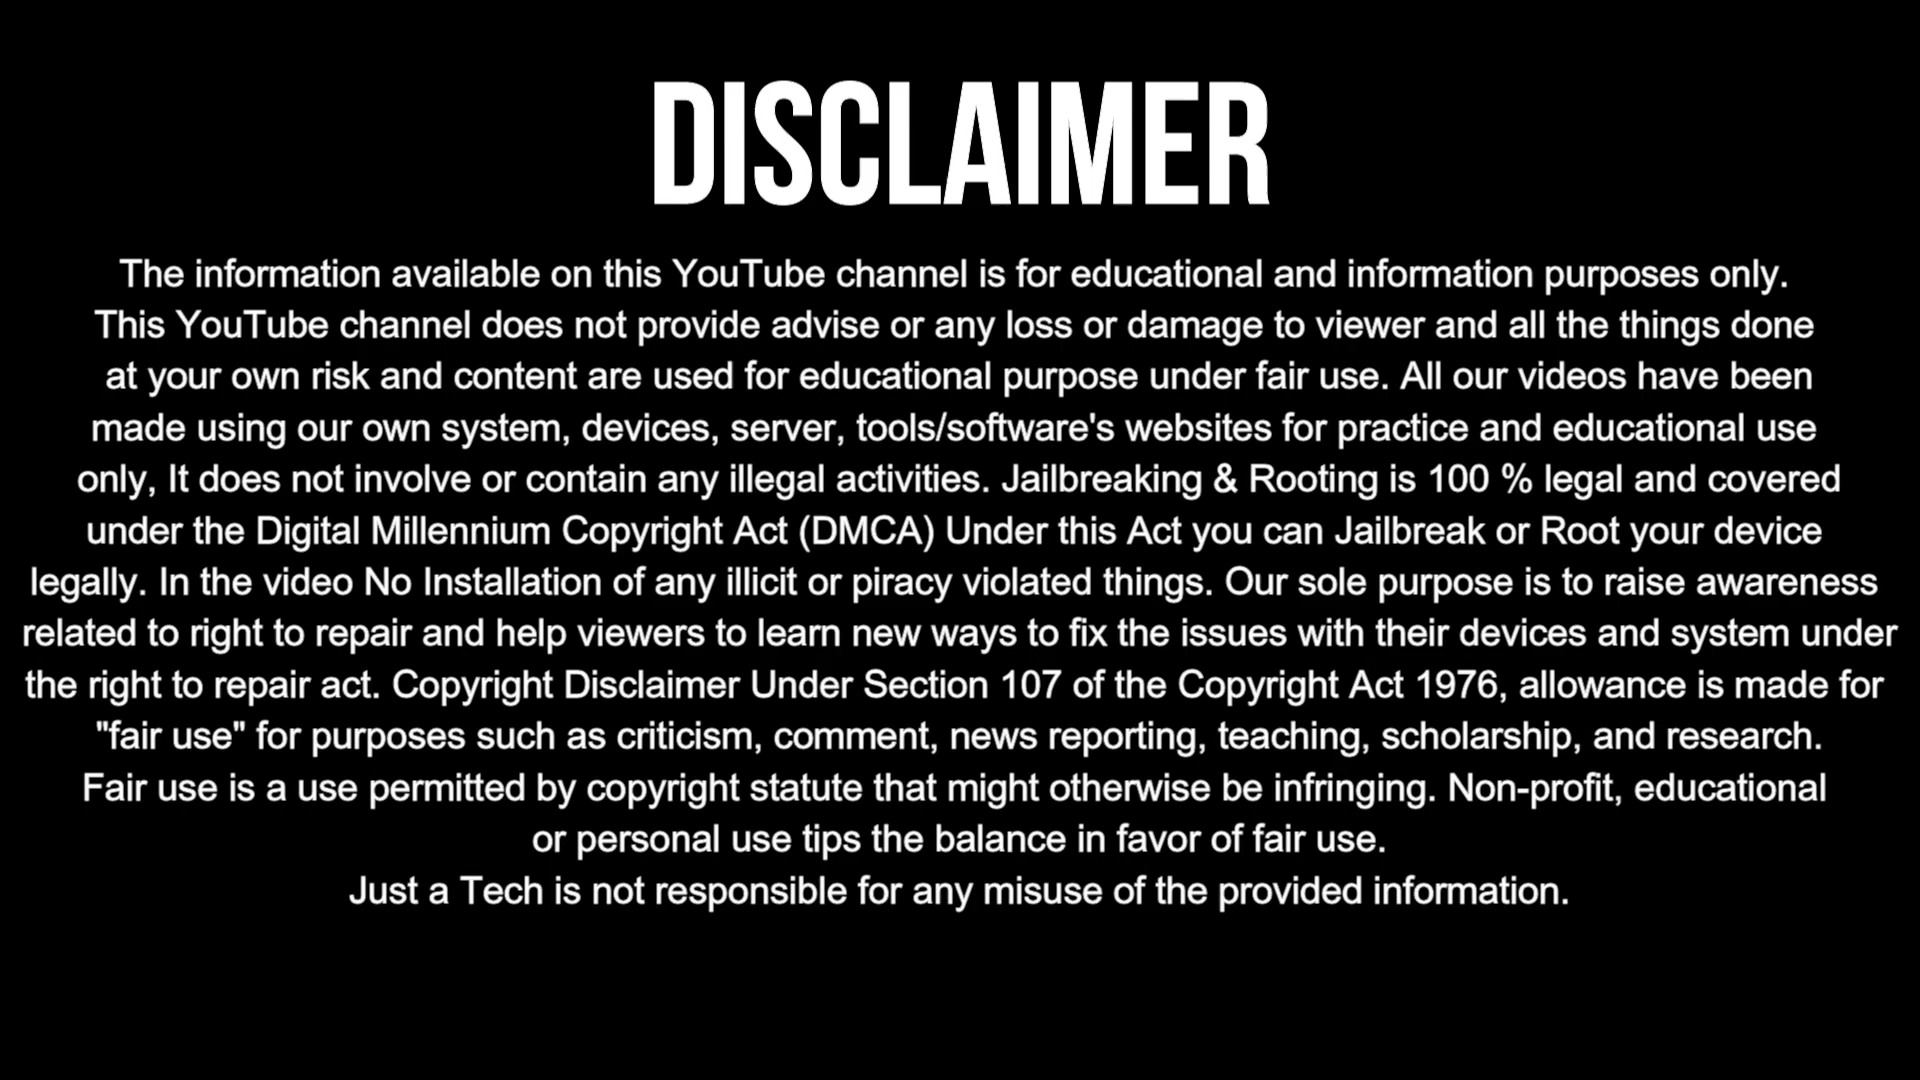 DISCLAIMER
The information available on this YouTube channel is for educational and information purposes only.
This YouTube channel does not provide advise or any loss or damage to viewer and all the things done
at your own risk and content are used for educational purpose under fair use. All our videos have been
made using our own system, devices, server, tools/software's websites for practice and educational use
only, It does not involve or contain any illegal activities. Jailbreaking & Rooting is 100 % legal and covered
under the Digital Millennium Copyright Act (DMCA) Under this Act you can Jailbreak or Root your device
legally. In the video No Installation of any illicit or piracy violated things. Our sole purpose is to raise awareness
related to right to repair and help viewers to learn new ways to fix the issues with their devices and system under
the right to repair act. Copyright Disclaimer Under Section 107 of the Copyright Act 1976, allowance is made for
"fair use" for purposes such as criticism, comment, news reporting, teaching, scholarship, and research.
Fair use is a use permitted by copyright statute that might otherwise be infringing. Non-profit, educational
or personal use tips the balance in favor of fair use.
Just a Tech is not responsible for any misuse of the provided information.